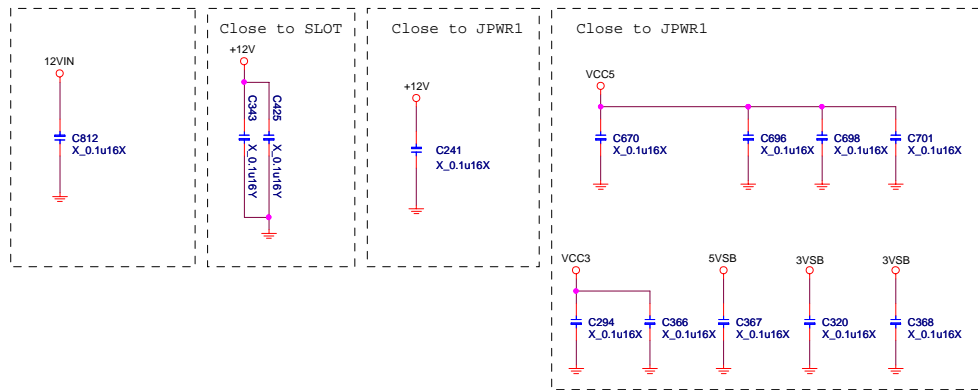 12VIN
C812
X_0.1u16X
Close to SLOT
+12V
C343
X_0.1u16Y
C425
X_0.1u16Y
Close to JPWR1
+12V
C241
X_0.1u16X
Close to JPWR1
VCC5
C670
X_0.1u16X
C696
X_0.1u16X
C698
X_0.1u16X
C701
X_0.1u16X
VCC3
C294
X_0.1u16X
C366
X_0.1u16X
5VSB
C367
X_0.1u16X
3VSB
C320
X_0.1u16X
3VSB
C368
X_0.1u16X